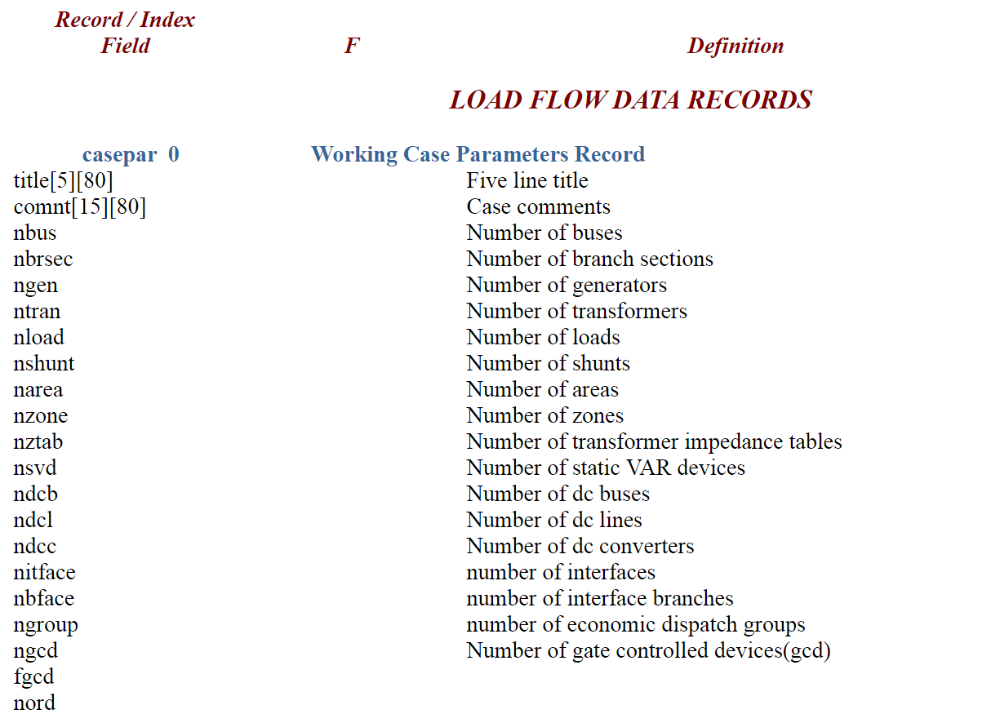 Record / Index
Field F Definition
LOAD FLOW DATA RECORDS
casepar 0 Working Case Parameters Record
title[5][80] Five line title
comnt[15][80] Case comments
nbus Number of buses
nbrsec Number of branch sections
ngen Number of generators
ntran Number of transformers
nload Number of loads
nshunt Number of shunts
narea Number of areas
nzone Number of zones
nztab Number of transformer impedance tables
nsvd Number of static VAR devices
ndcb Number of dc buses
ndcl Number of dc lines
ndcc Number of dc converters
nitface number of interfaces
nbface number of interface branches
ngroup number of economic dispatch groups
ngcd Number of gate controlled devices(gcd)
fgcd
nord